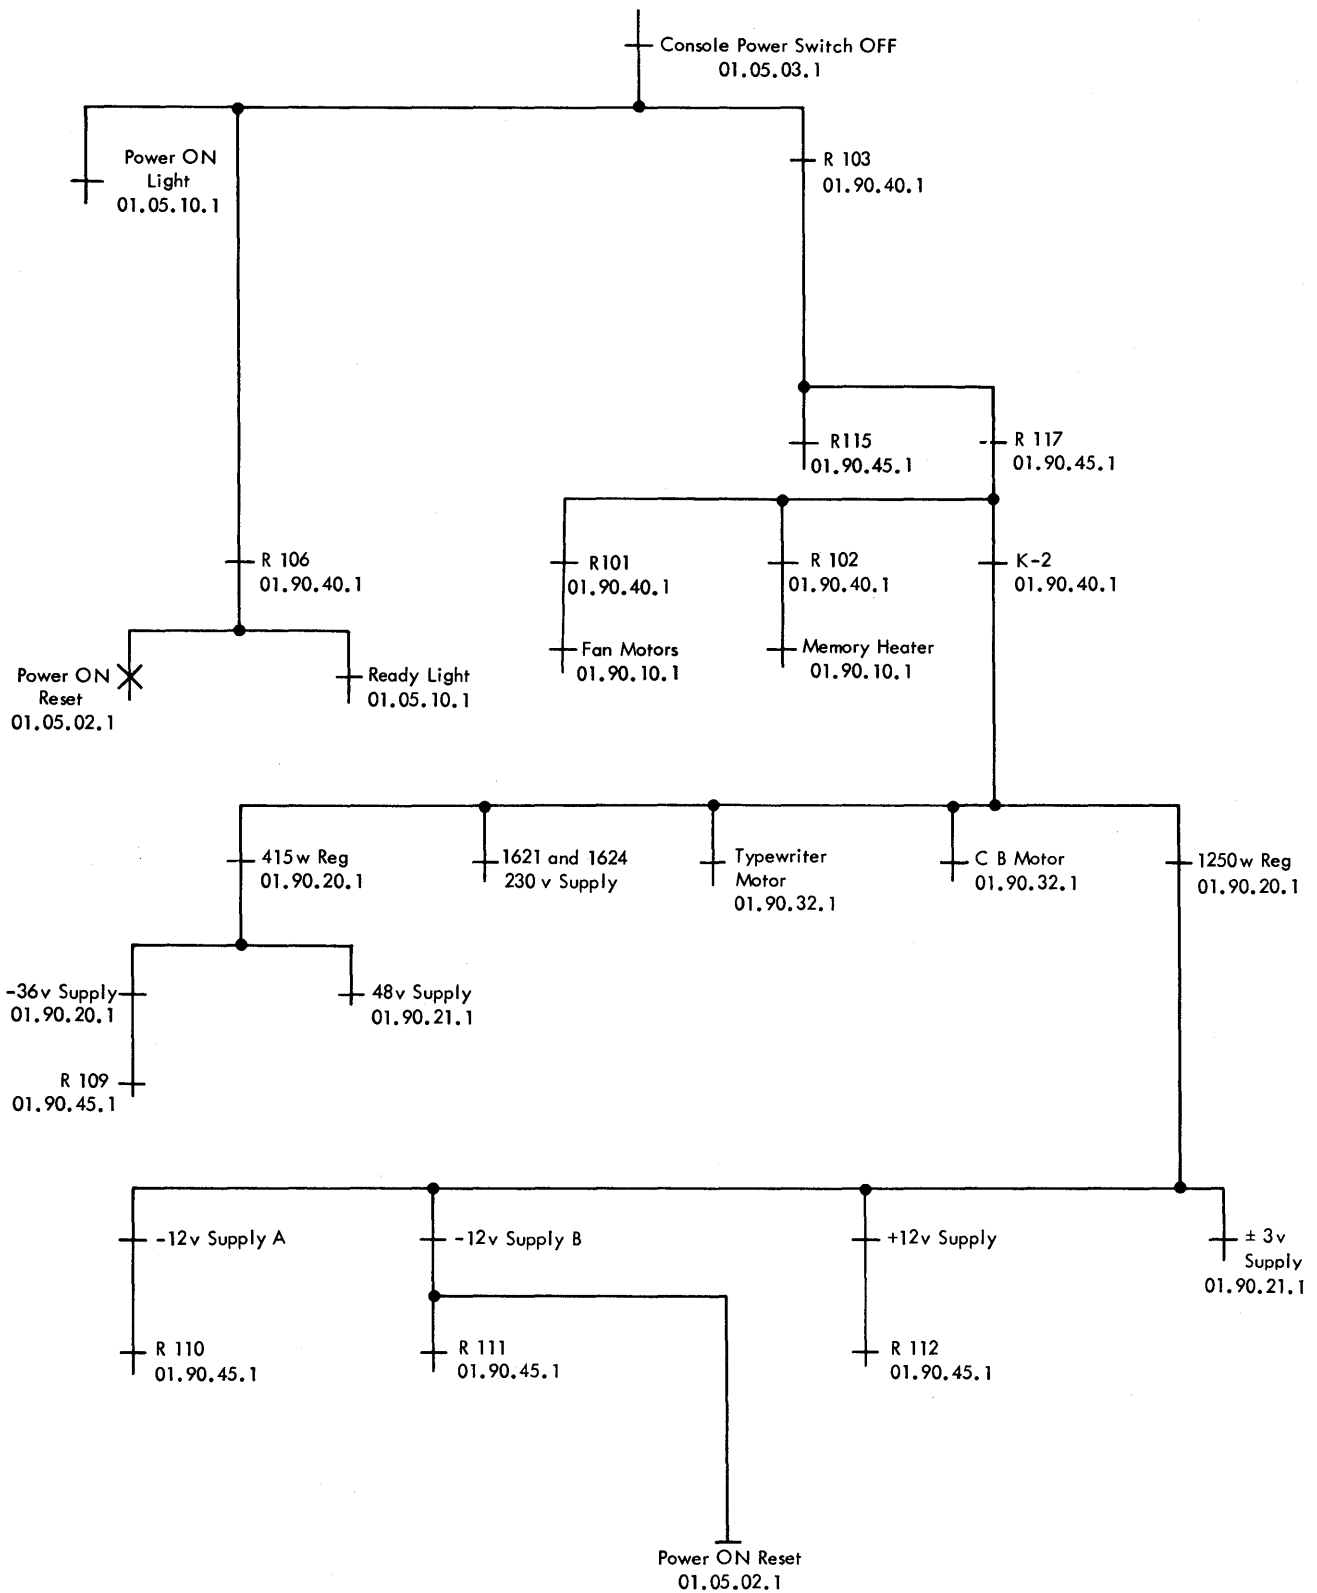 Console Power Switch OFF
01.05.03.1
Power ON
Light
01.05.10.1
R 103
01.90.40.1
R115
01.90.45.1
R 117
01.90.45.1
R 106
01.90.40.1
R101
01.90.40.1
R 102
01.90.40.1
K-2
01.90.40.1
Power ON
Reset
01.05.02.1
Ready Light
01.05.10.1
Fan Motors
01.90.10.1
Memory Heater
01.90.10.1
415w Reg
01.90.20.1
1621 and 1624
230 v Supply
Typewriter
Motor
01.90.32.1
C B Motor
01.90.32.1
1250w Reg
01.90.20.1
-36v Supply
01.90.20.1
48v Supply
01.90.21.1
R 109
01.90.45.1
-12v Supply A
-12v Supply B
+12v Supply
± 3v
Supply
01.90.21.1
R 110
01.90.45.1
R 111
01.90.45.1
R 112
01.90.45.1
Power ON Reset
01.05.02.1